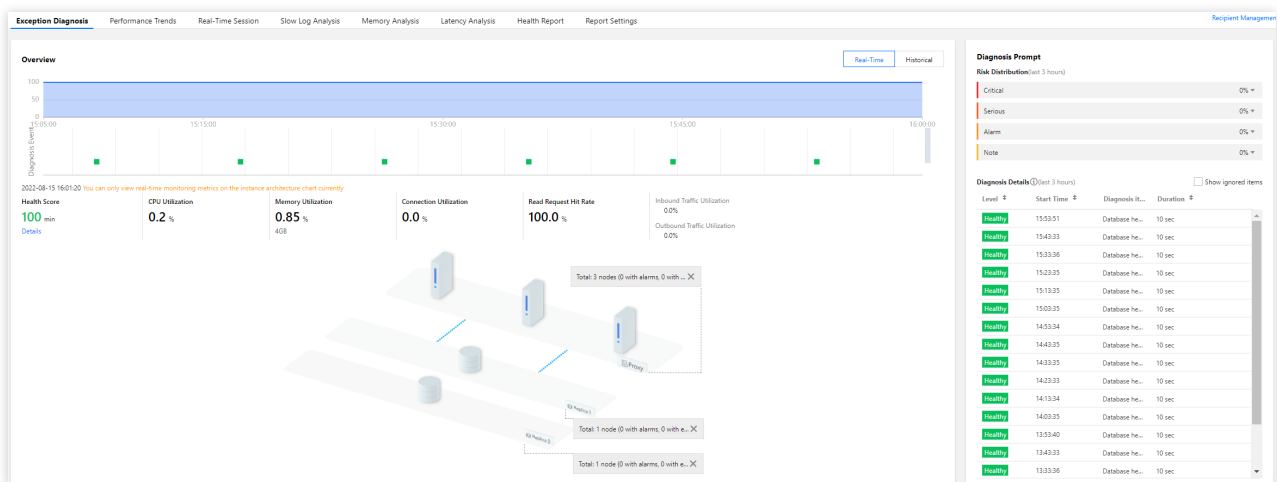 Exception Diagnosis Performance Trends Real-Time Session Slow Log Analysis Memory Analysis Latency Analysis Health Report Report Settings Recipient Managemen
Overview
Real-Time Historical
100
50
0
15:05:00 15:15:00 15:30:00 15:45:00 16:00:00
Diagnosis Event
2022-08-15 16:01:20 You can only view real-time monitoring metrics on the instance architecture chart currently
Health Score CPU Utilization Memory Utilization Connection Utilization Read Request Hit Rate Inbound Traffic Utilization
100 min 0.2 % 0.85 % 0.0 % 100.0 % 0.0%
Details 4GB Outbound Traffic Utilization
0.0%
Total: 3 nodes (0 with alarms, 0 with ...
Proxy
Replica 1
Total: 1 node (0 with alarms, 0 with e...
Replica
Total: 1 node (0 with alarms, 0 with e...
Diagnosis Prompt
Risk Distribution(last 3 hours)
Critical 0%
Serious 0%
Alarm 0%
Note 0%
Diagnosis Details (last 3 hours) Show ignored items
Level Start Time Diagnosis it... Duration
Healthy 15:53:51 Database he... 10 sec
Healthy 15:43:33 Database he... 10 sec
Healthy 15:33:36 Database he... 10 sec
Healthy 15:23:35 Database he... 10 sec
Healthy 15:13:35 Database he... 10 sec
Healthy 15:03:35 Database he... 10 sec
Healthy 14:53:34 Database he... 10 sec
Healthy 14:43:35 Database he... 10 sec
Healthy 14:33:35 Database he... 10 sec
Healthy 14:23:33 Database he... 10 sec
Healthy 14:13:34 Database he... 10 sec
Healthy 14:03:35 Database he... 10 sec
Healthy 13:53:40 Database he... 10 sec
Healthy 13:43:33 Database he... 10 sec
Healthy 13:33:36 Database he... 10 sec